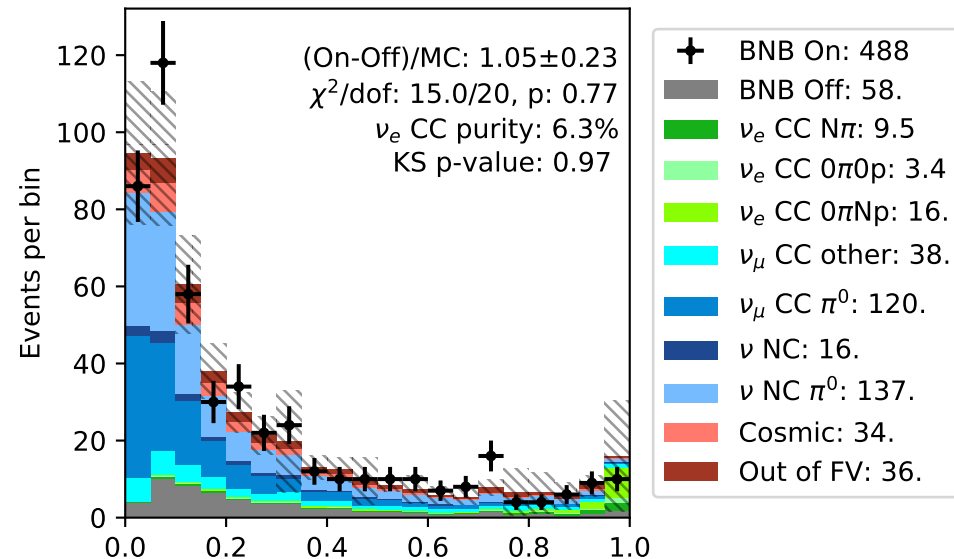 120
100
80
60
40
20
0
Events per bin
0.0
0.2
0.4
0.6
0.8
1.0
(On-Off)/MC: 1.05±0.23
χ²/dof: 15.0/20, p: 0.77
νₑ CC purity: 6.3%
KS p-value: 0.97
BNB On: 488
BNB Off: 58.
νₑ CC Nπ: 9.5
νₑ CC 0π0p: 3.4
νₑ CC 0πNp: 16.
ν_μ CC other: 38.
ν_μ CC π⁰: 120.
ν NC: 16.
ν NC π⁰: 137.
Cosmic: 34.
Out of FV: 36.